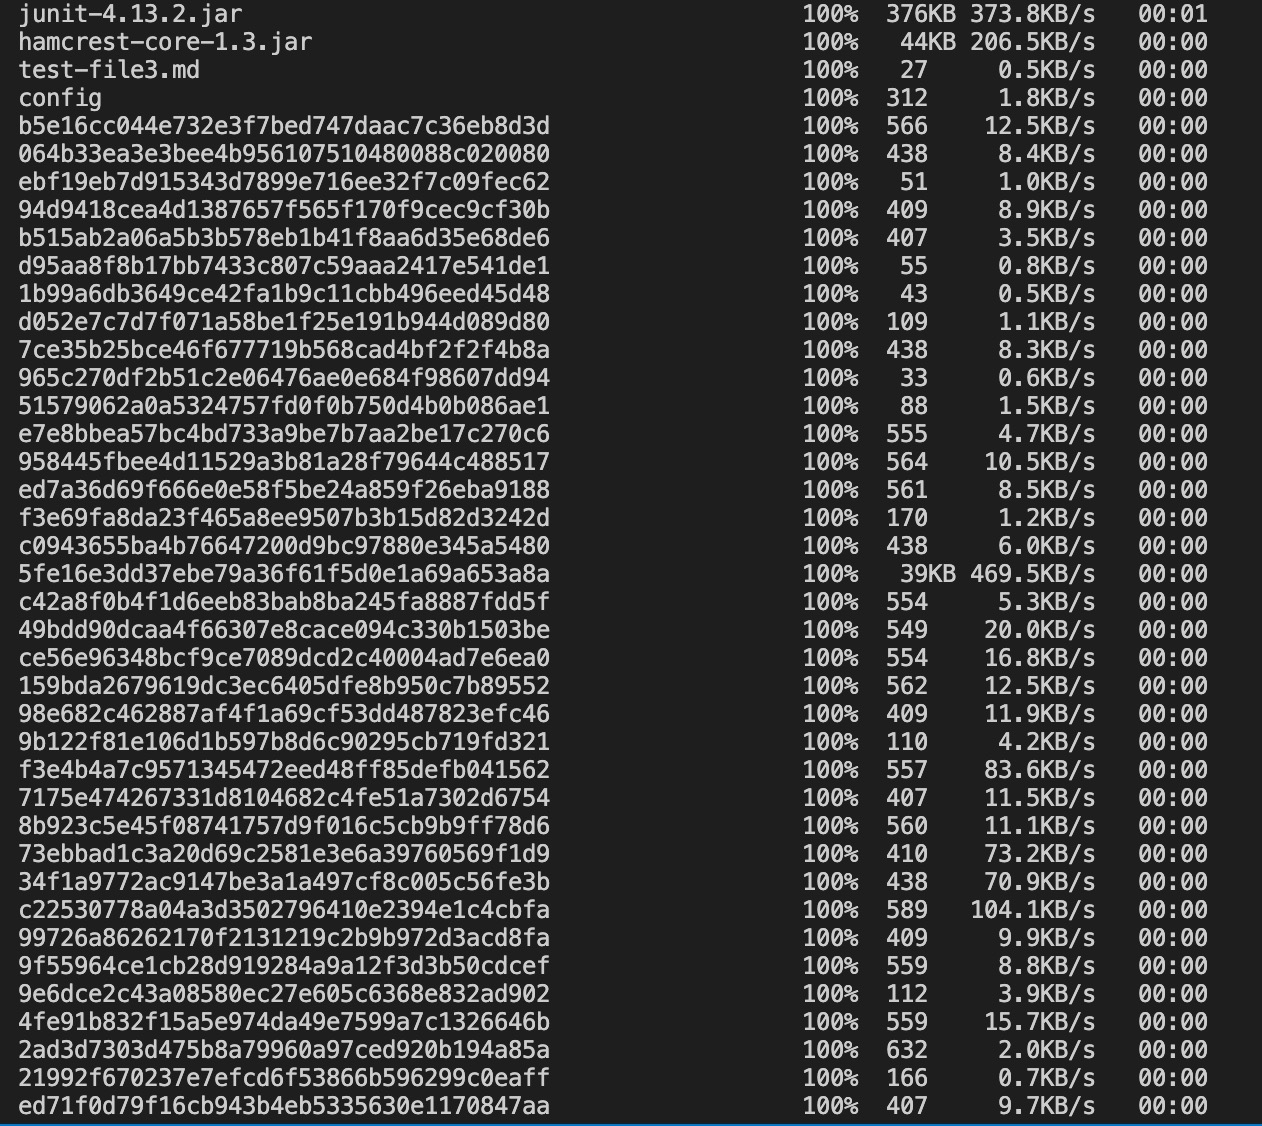 junit-4.13.2.jar 100% 376KB 373.8KB/s 00:01
hamcrest-core-1.3.jar 100% 44KB 206.5KB/s 00:00
test-file3.md 100% 27 0.5KB/s 00:00
config 100% 312 1.8KB/s 00:00
b5e16cc044e732e3f7bed747daac7c36eb8d3d 100% 566 12.5KB/s 00:00
064b33ea3e3bee4b956107510480088c020080 100% 438 8.4KB/s 00:00
ebf19eb7d915343d7899e716ee32f7c09fec62 100% 51 1.0KB/s 00:00
94d9418cea4d1387657f565f170f9cec9cf30b 100% 409 8.9KB/s 00:00
b515ab2a06a5b3b578eb1b41f8aa6d35e68de6 100% 407 3.5KB/s 00:00
d95aa8f8b17bb7433c807c59aaa2417e541de1 100% 55 0.8KB/s 00:00
1b99a6db3649ce42fa1b9c11cbb496eed45d48 100% 43 0.5KB/s 00:00
d052e7c7d7f071a58be1f25e191b944d089d80 100% 109 1.1KB/s 00:00
7ce35b25bce46f677719b568cad4bf2f2f4b8a 100% 438 8.3KB/s 00:00
965c270df2b51c2e06476ae0e684f98607dd94 100% 33 0.6KB/s 00:00
51579062a0a5324757fd0f0b750d4b0b086ae1 100% 88 1.5KB/s 00:00
e7e8bbea57bc4bd733a9be7b7aa2be17c270c6 100% 555 4.7KB/s 00:00
958445fbee4d11529a3b81a28f79644c488517 100% 564 10.5KB/s 00:00
ed7a36d69f666e0e58f5be24a859f26eba9188 100% 561 8.5KB/s 00:00
f3e69fa8da23f465a8ee9507b3b15d82d3242d 100% 170 1.2KB/s 00:00
c0943655ba4b76647200d9bc97880e345a5480 100% 438 6.0KB/s 00:00
5fe16e3dd37ebe79a36f61f5d0e1a69a653a8a 100% 39KB 469.5KB/s 00:00
c42a8f0b4f1d6eeb83bab8ba245fa8887fdd5f 100% 554 5.3KB/s 00:00
49bdd90dcaa4f66307e8cace094c330b1503be 100% 549 20.0KB/s 00:00
ce56e96348bcf9ce7089dcd2c40004ad7e6ea0 100% 554 16.8KB/s 00:00
159bda2679619dc3ec6405dfe8b950c7b89552 100% 562 12.5KB/s 00:00
98e682c462887af4f1a69cf53dd487823efc46 100% 409 11.9KB/s 00:00
9b122f81e106d1b597b8d6c90295cb719fd321 100% 110 4.2KB/s 00:00
f3e4b4a7c9571345472eed48ff85defb041562 100% 557 83.6KB/s 00:00
7175e474267331d8104682c4fe51a7302d6754 100% 407 11.5KB/s 00:00
8b923c5e45f08741757d9f016c5cb9b9ff78d6 100% 560 11.1KB/s 00:00
73ebbad1c3a20d69c2581e3e6a39760569f1d9 100% 410 73.2KB/s 00:00
34f1a9772ac9147be3a1a497cf8c005c56fe3b 100% 438 70.9KB/s 00:00
c22530778a04a3d3502796410e2394e1c4cbfa 100% 589 104.1KB/s 00:00
99726a86262170f2131219c2b9b972d3acd8fa 100% 409 9.9KB/s 00:00
9f55964ce1cb28d919284a9a12f3d3b50cdcef 100% 559 8.8KB/s 00:00
9e6dce2c43a08580ec27e605c6368e832ad902 100% 112 3.9KB/s 00:00
4fe91b832f15a5e974da49e7599a7c1326646b 100% 559 15.7KB/s 00:00
2ad3d7303d475b8a79960a97ced920b194a85a 100% 632 2.0KB/s 00:00
21992f670237e7efcd6f53866b596299c0eaff 100% 166 0.7KB/s 00:00
ed71f0d79f16cb943b4eb5335630e1170847aa 100% 407 9.7KB/s 00:00